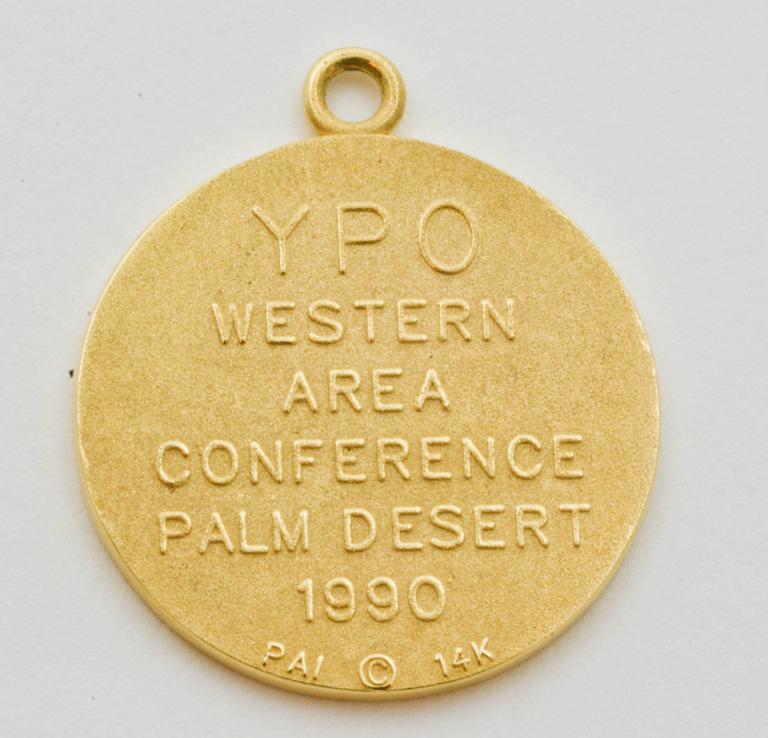 YPO
WESTERN
AREA
CONFERENCE
PALM DESERT
1990
PAI © 14K